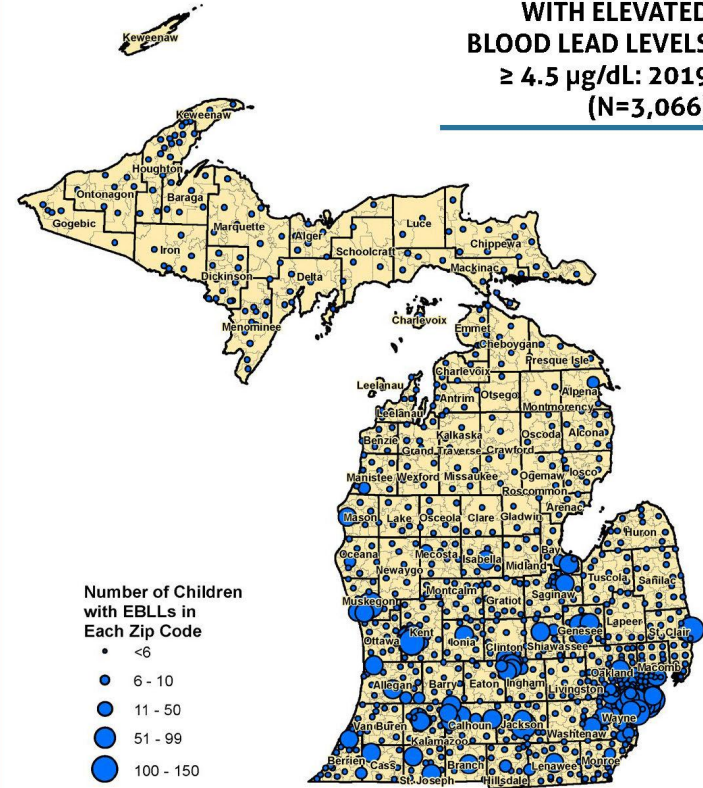 WITH ELEVATED
BLOOD LEAD LEVELS
≥ 4.5 µg/dL: 2019
(N=3,066
Keweenaw
Keweenaw
Houghton
Ontonagon
Baraga
Gogebic
Marquette
Alger
Luce
Iron
Schoolcraft
Chippewa
Mackinac
Dickinson
Delta
Menominee
Charlevoix
Emmet
Cheboygan
Presque Isle
Charlevoix
Leelanau
Antrim
Otsego
Alpena
Montmorency
Leelanau
Benzie
Kalkaska
Oscoda
Alcona
Grand Traverse
Crawford
Manistee
Wexford
Missaukee
Ogemaw
Iosco
Roscommon
Arenac
Mason
Lake
Osceola
Clare
Gladwin
Huron
Oceana
Mecosta
Isabella
Midland
Bay
Newaygo
Tuscola
Sanilac
Montcalm
Gratiot
Saginaw
Muskegon
Lapeer
Genesee
St. Clair
Ottawa
Kent
Ionia
Clinton
Shiawassee
Oakland
Macomb
Allegan
Barry
Eaton
Ingham
Livingston
Van Buren
Calhoun
Jackson
Wayne
Kalamazoo
Washtenaw
Berrien
Cass
Branch
Lenawee
Monroe
St. Joseph
Hillsdale
Number of Children
with EBLLs in
Each Zip Code
<6
6 - 10
11 - 50
51 - 99
100 - 150